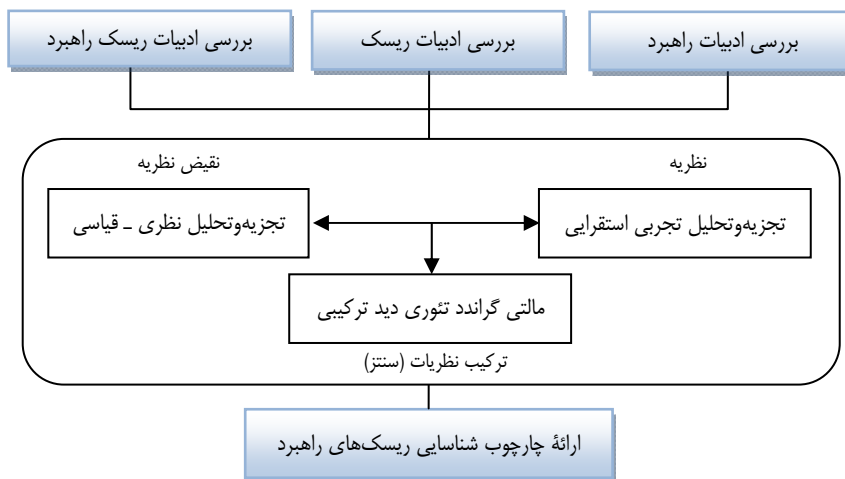 بررسی ادبیات راهبرد
بررسی ادبیات ریسک
بررسی ادبیات ریسک راهبرد
نظریه
نقیض نظریه
تجزیه‌وتحلیل تجربی استقرایی
تجزیه‌وتحلیل نظری ـ قیاسی
مالتی گراندد تئوری دید ترکیبی
ترکیب نظریات (سنتز)
ارائهٔ چارچوب شناسایی ریسک‌های راهبرد